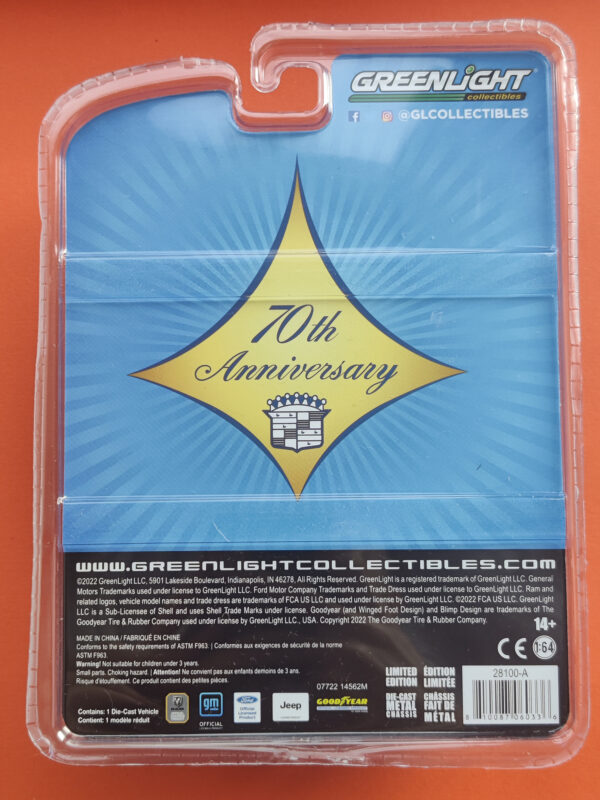 GREENLiGHT
collectibles
@GLCOLLECTIBLES
70th
Anniversary
www.GREENLIGHTCOLLECTIBLES.COM
©2022 GreenLight LLC, 5901 Lakeside Boulevard, Indianapolis, IN 46278, All Rights Reserved. GreenLight is a registered trademark of GreenLight LLC. General
Motors Trademarks used under license to GreenLight LLC. Ford Motor Company Trademarks and Trade Dress used under license to GreenLight LLC. Ram and
related logos, vehicle model names and trade dress are trademarks of FCA US LLC and used under license by GreenLight LLC. ©2022 FCA US LLC. GreenLight
LLC is a Sub-Licensee of Shell and uses Shell Trade Marks under license. Goodyear (and Winged Foot Design) and Blimp Design are trademarks of The
Goodyear Tire & Rubber Company used under license by GreenLight LLC., USA. Copyright 2022 The Goodyear Tire & Rubber Company.
14+
MADE IN CHINA / FABRIQUÉ EN CHINE
Conforms to the safety requirements of ASTM F963. | Conformes aux exigences de sécurité de la norme
ASTM F963.
Warning! Not suitable for children under 3 years.
Small parts. Choking hazard. | Attention! Ne convient pas aux enfants demoins de 3 ans.
Risque d'étouffement. Ce produit contient des petites pièces.
CE 1:64
07722 14562M
LIMITED EDITION
ÉDITION LIMITÉE
DIE-CAST METAL CHASSIS
CHÂSSIS FAIT DE MÉTAL
28100-A
Contains: 1 Die-Cast Vehicle
Contient: 1 modèle réduit
RAM
gm
OFFICIAL
Ford
Official
Licensed
Product
Jeep
GOODYEAR